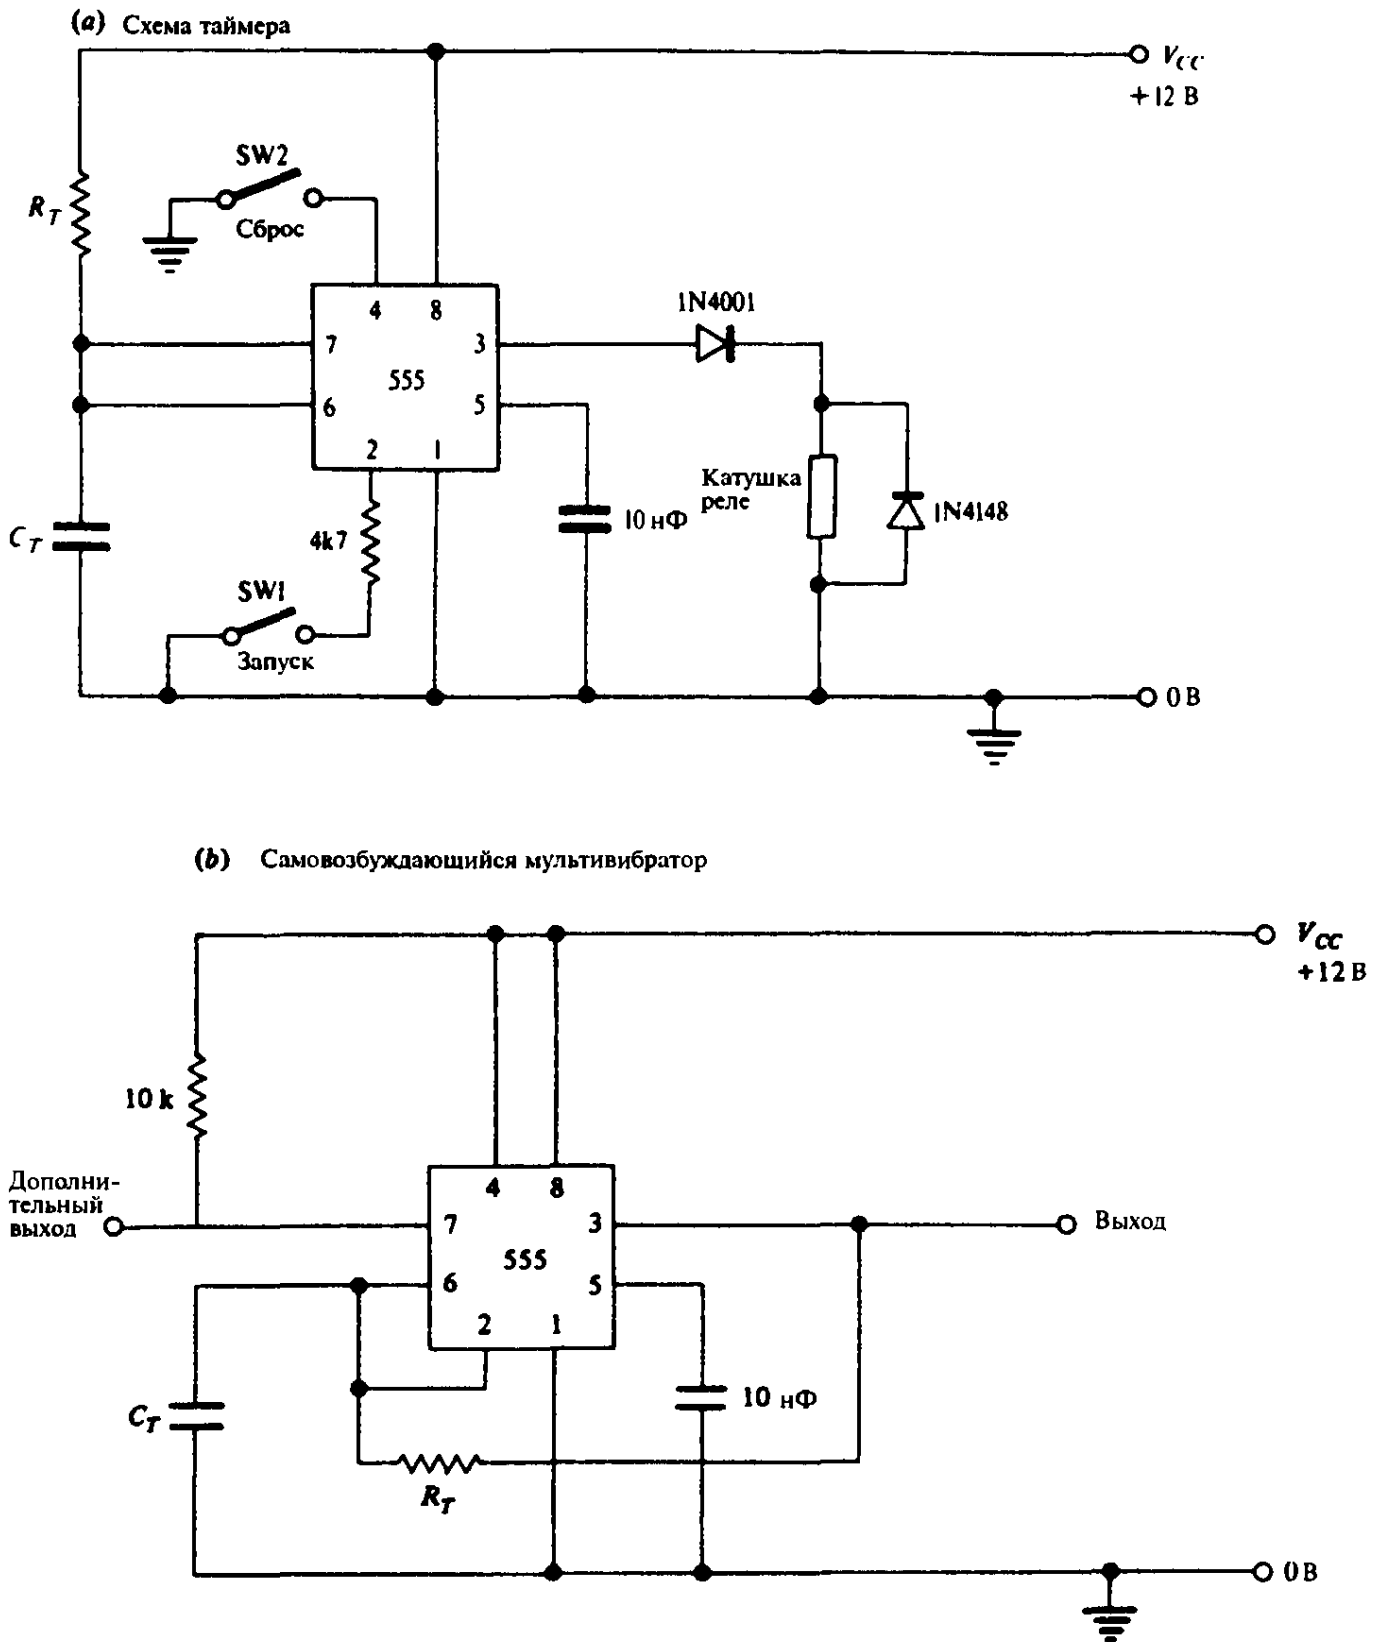 (a) Схема таймера
V_CC
+12 В
SW2
R_T
Сброс
1N4001
4
8
7
3
555
6
5
2
1
Катушка
реле
1N4148
10 нФ
C_T
4k7
SW1
Запуск
0 В
(b) Самовозбуждающийся мультивибратор
V_CC
+12 В
10 k
Дополни-
тельный
выход
4
8
7
3
Выход
555
6
5
2
1
10 нФ
C_T
R_T
0 В